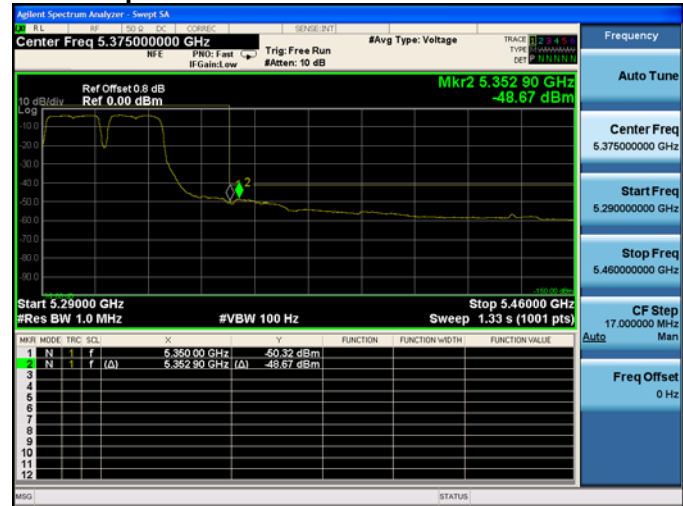 Agilent Spectrum Analyzer - Swept SA
RL RF 50 Ω DC CORREC SENSE:INT
Center Freq 5.375000000 GHz
NFE PNO: Fast
IFGain:Low
Trig: Free Run
#Atten: 10 dB
#Avg Type: Voltage
TRACE 1 2 3 4 5 6
TYPE
DET P N N N N N
Ref Offset 0.8 dB
Ref 0.00 dBm
10 dB/div
Log
Mkr2 5.352 90 GHz
-48.67 dBm
-10.0
-20.0
-30.0
-40.0
-50.0
-60.0
-70.0
-80.0
-90.0
2
-150.00 dBm
Start 5.29000 GHz
Stop 5.46000 GHz
#Res BW 1.0 MHz
#VBW 100 Hz
Sweep 1.33 s (1001 pts)
MKR MODE TRC SCL X Y FUNCTION FUNCTION WIDTH FUNCTION VALUE
1 N 1 f 5.350 00 GHz -50.32 dBm
2 N 1 f (Δ) 5.352 90 GHz (Δ) -48.67 dBm
3
4
5
6
7
8
9
10
11
12
MSG STATUS
Frequency
Auto Tune
Center Freq
5.375000000 GHz
Start Freq
5.290000000 GHz
Stop Freq
5.460000000 GHz
CF Step
17.000000 MHz
Auto Man
Freq Offset
0 Hz